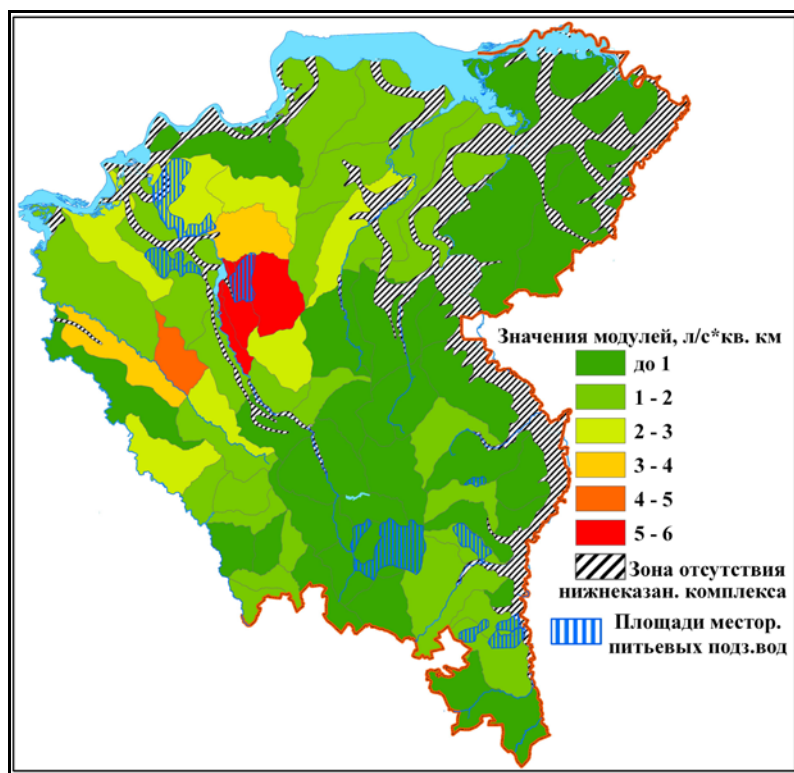 Значения модулей, л/с*кв. км
до 1
1 - 2
2 - 3
3 - 4
4 - 5
5 - 6
Зона отсутствия
нижнеказан. комплекса
Площади местор.
питьевых подз.вод